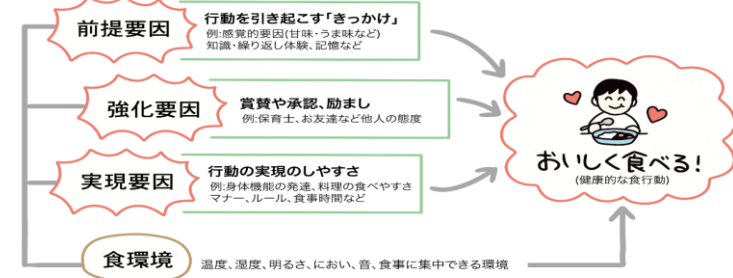 前提要因
行動を引き起こす「きっかけ」
例:感覚的要因(甘味・うま味など)
知識・繰り返し体験、記憶など
強化要因
賞賛や承認、励まし
例:保育士、お友達など他人の態度
実現要因
行動の実現のしやすさ
例:身体機能の発達、料理の食べやすさ
マナー、ルール、食事時間など
食環境
温度、湿度、明るさ、におい、音、食事に集中できる環境
おいしく食べる!
(健康的な食行動)